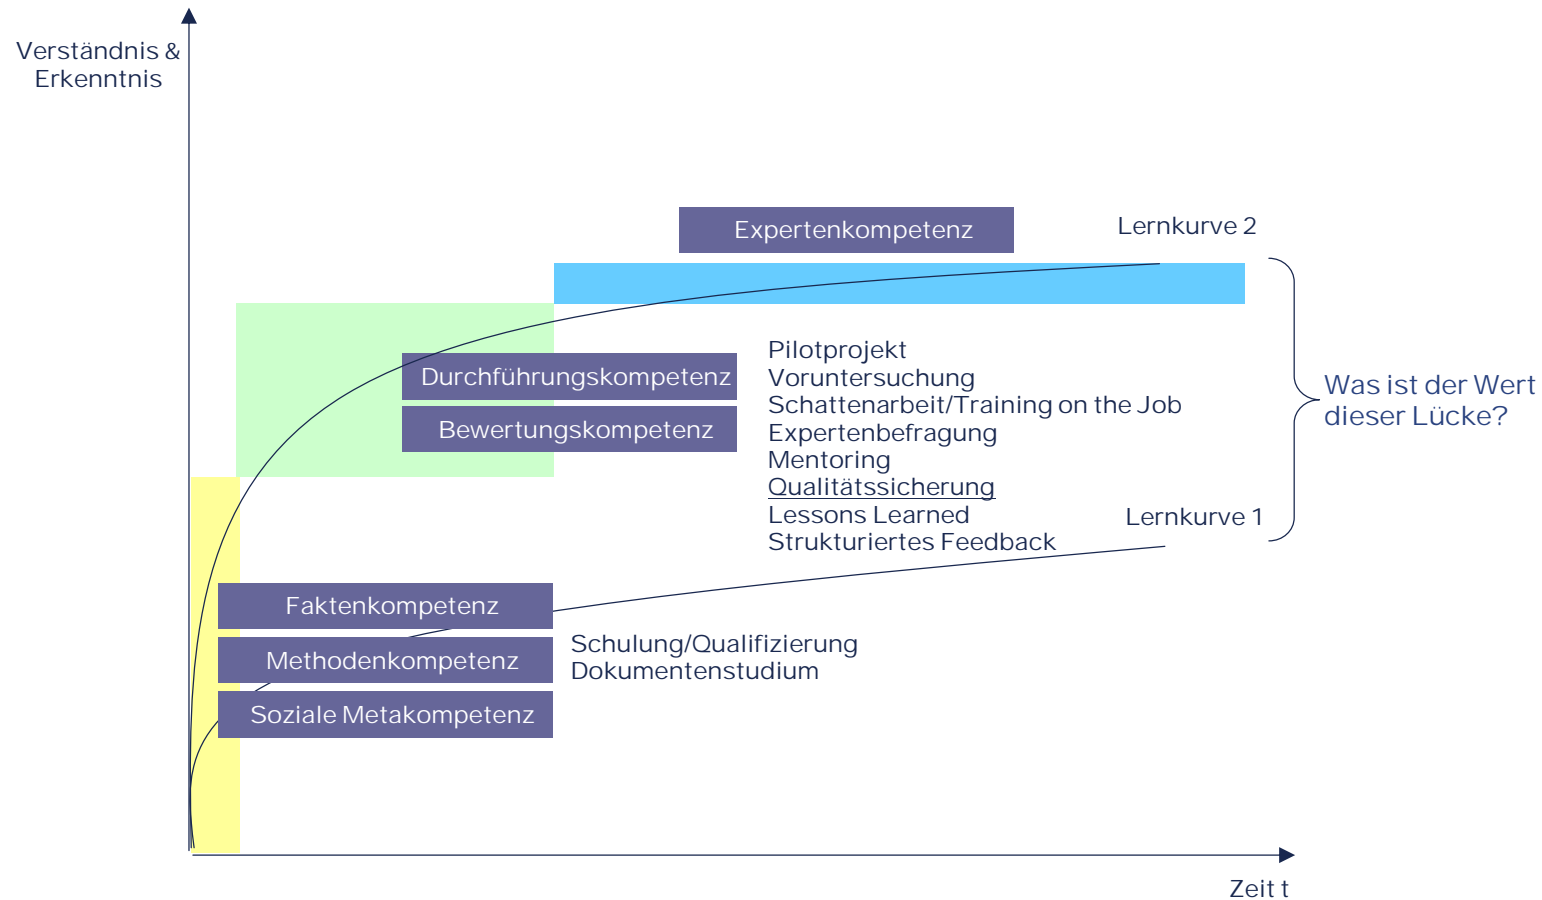 Verständnis &
Erkenntnis
Expertenkompetenz
Lernkurve 2
Durchführungskompetenz
Bewertungskompetenz
Pilotprojekt
Voruntersuchung
Schattenarbeit/Training on the Job
Expertenbefragung
Mentoring
Qualitätssicherung
Lessons Learned
Strukturiertes Feedback
Was ist der Wert
dieser Lücke?
Lernkurve 1
Faktenkompetenz
Methodenkompetenz
Soziale Metakompetenz
Schulung/Qualifizierung
Dokumentenstudium
Zeit t